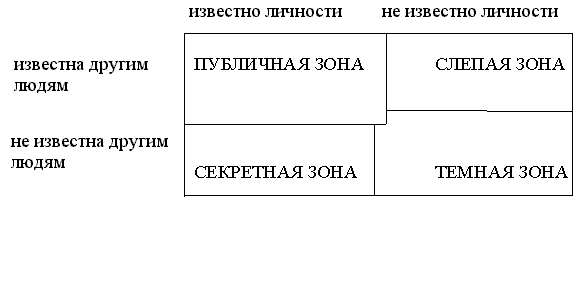 известно личности не известно личности
известна другим
людям
ПУБЛИЧНАЯ ЗОНА СЛЕПАЯ ЗОНА
не известна другим
людям
СЕКРЕТНАЯ ЗОНА ТЕМНАЯ ЗОНА